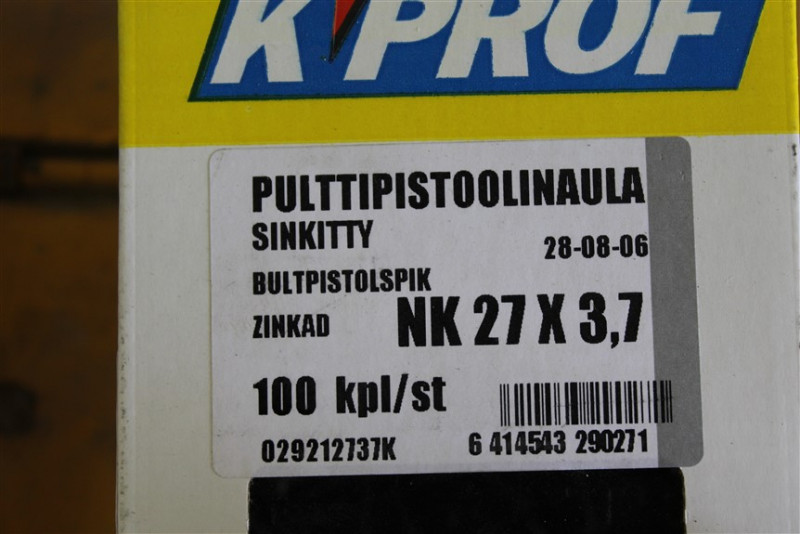 K'PROF
PULTTIPISTOOLINAULA
SINKITTY
28-08-06
BULTPISTOLSPIK
ZINKAD
NK 27 X 3,7
100 kpl/st
029212737K
6 414543 290271